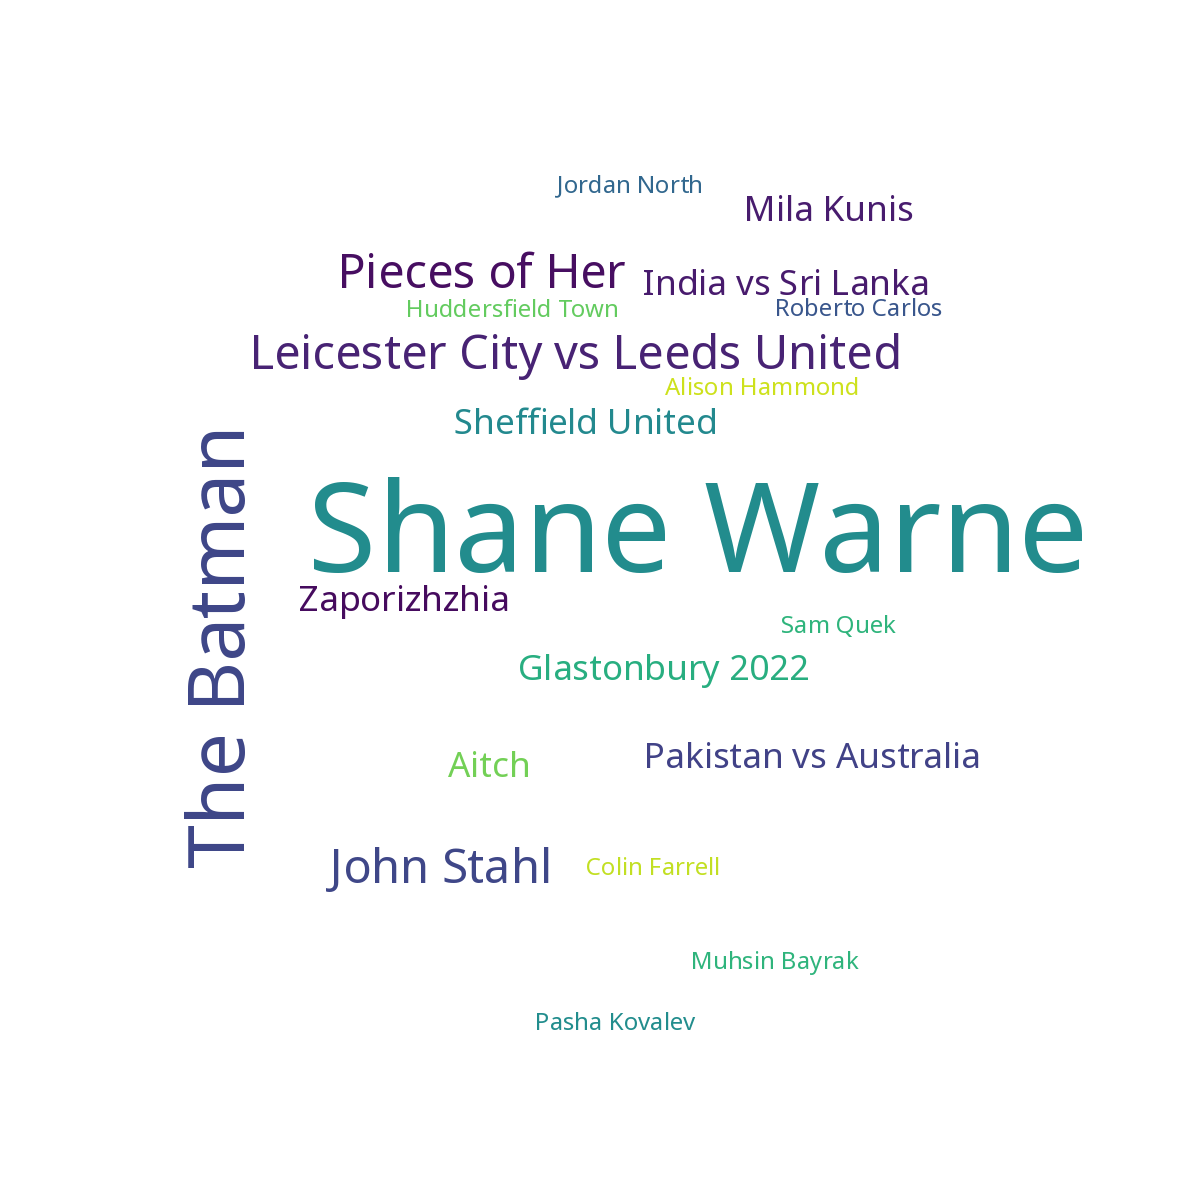 Jordan North
Mila Kunis
Pieces of Her
India vs Sri Lanka
Huddersfield Town
Roberto Carlos
Leicester City vs Leeds United
Alison Hammond
Sheffield United
The Batman
Shane Warne
Zaporizhzhia
Sam Quek
Glastonbury 2022
Pakistan vs Australia
Aitch
John Stahl
Colin Farrell
Muhsin Bayrak
Pasha Kovalev